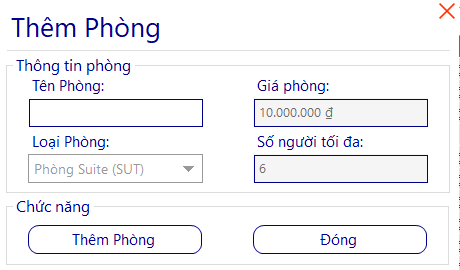 Thêm Phòng
Thông tin phòng
Tên Phòng:
Giá phòng:
10.000.000 ₫
Loại Phòng:
Số người tối đa:
Phòng Suite (SUT)
6
Chức năng
Thêm Phòng
Đóng